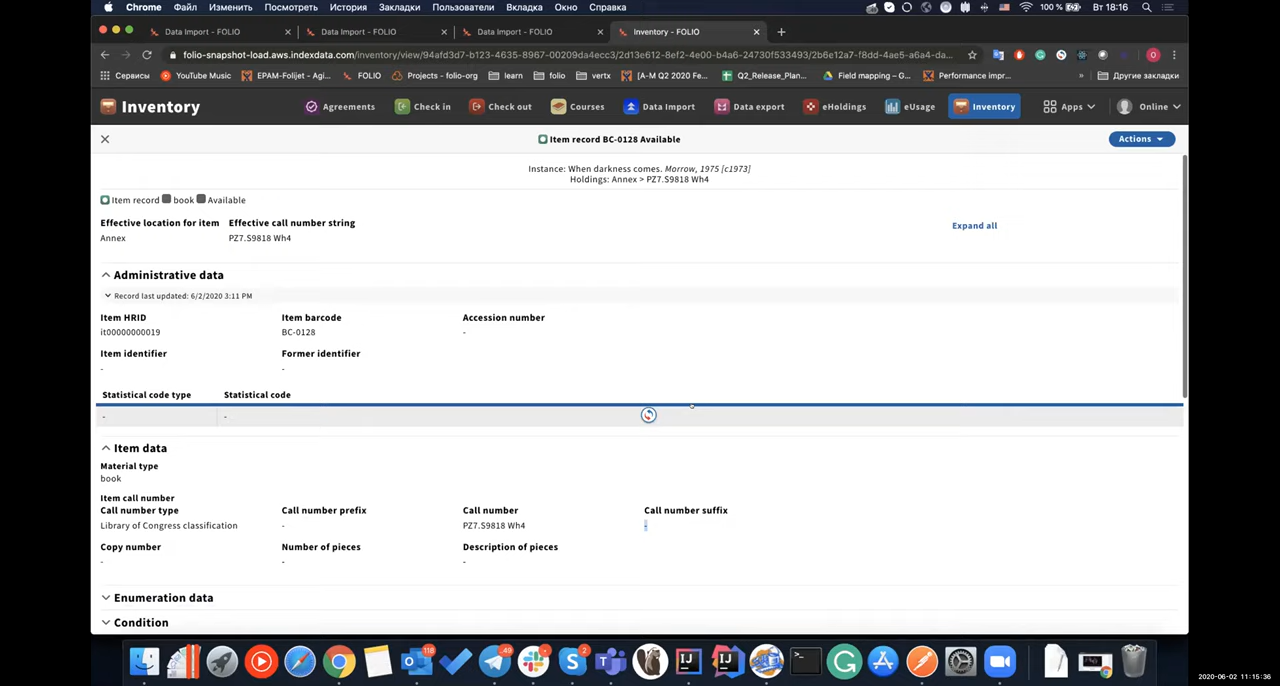 Chrome Файл Изменить Посмотреть История Закладки Пользователи Вкладка Окно Справка 100 % Вт 18:16
Data Import - FOLIO × Data Import - FOLIO × Data Import - FOLIO × Inventory - FOLIO × +
folio-snapshot-load.aws.indexdata.com/inventory/view/94afd3d7-b123-4635-8967-00209da4ecc3/2d13e612-8ef2-4e00-b4a6-24730f533493/2b6e12a7-f8dd-4ae5-a6a4-da... O
Сервисы YouTube Music EPAM-Folijet - Agi... FOLIO Projects - folio-org learn folio vertx [A-M Q2 2020 Fe... Q2_Release_Plan... Field mapping – G... Performance impr... » Другие закладки
Inventory Agreements Check in Check out Courses Data Import Data export eHoldings eUsage Inventory Apps Online
Item record BC-0128 Available Actions
Instance: When darkness comes. Morrow, 1975 [c1973]
Holdings: Annex > PZ7.S9818 Wh4
Item record book Available
Effective location for item Effective call number string Expand all
Annex PZ7.S9818 Wh4
Administrative data
Record last updated: 6/2/2020 3:11 PM
Item HRID Item barcode Accession number
it00000000019 BC-0128 -
Item identifier Former identifier
- -
Statistical code type Statistical code
- -
Item data
Material type
book
Item call number
Call number type Call number prefix Call number Call number suffix
Library of Congress classification - PZ7.S9818 Wh4 -
Copy number Number of pieces Description of pieces
- - -
Enumeration data
Condition
118 49 2
2020-06-02 11:15:36